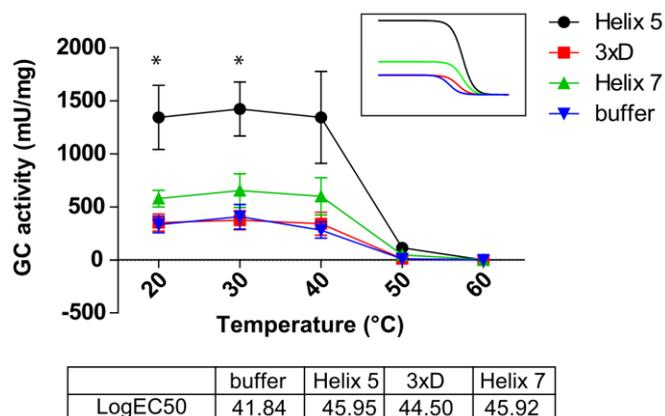 Helix 5
3xD
Helix 7
buffer
GC activity (mU/mg)
2000
1500
1000
500
0
-500
* *
20 30 40 50 60
Temperature (°C)
buffer Helix 5 3xD Helix 7
LogEC50 41.84 45.95 44.50 45.92